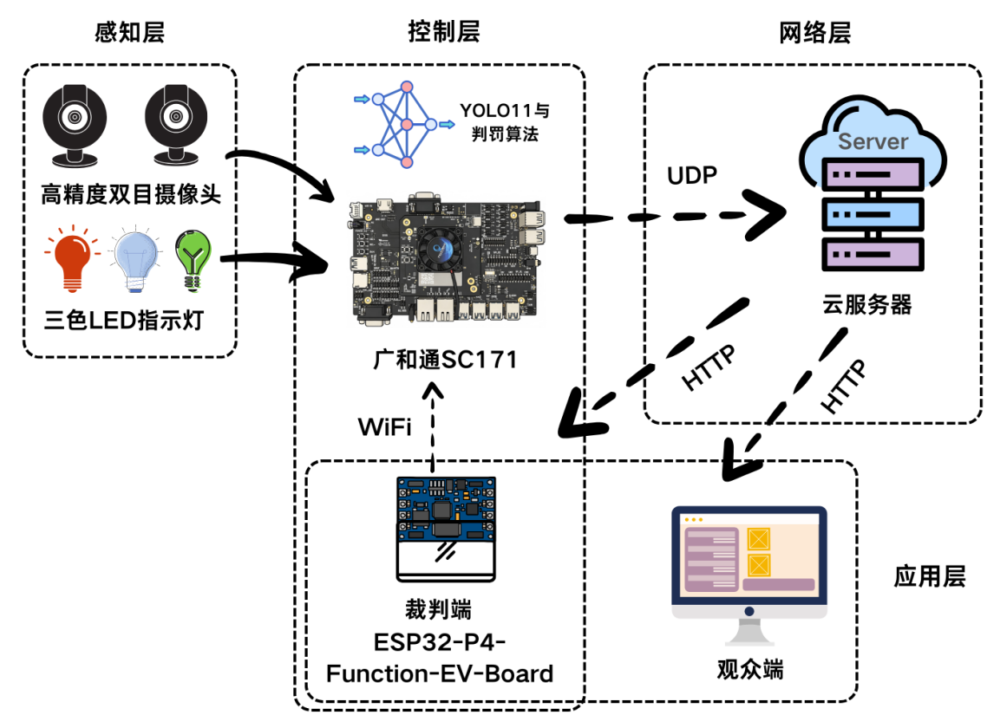 感知层
控制层
网络层
YOLO11与
判罚算法
Server
高精度双目摄像头
UDP
三色LED指示灯
云服务器
广和通SC171
HTTP
HTTP
WiFi
应用层
裁判端
ESP32-P4-
Function-EV-Board
观众端